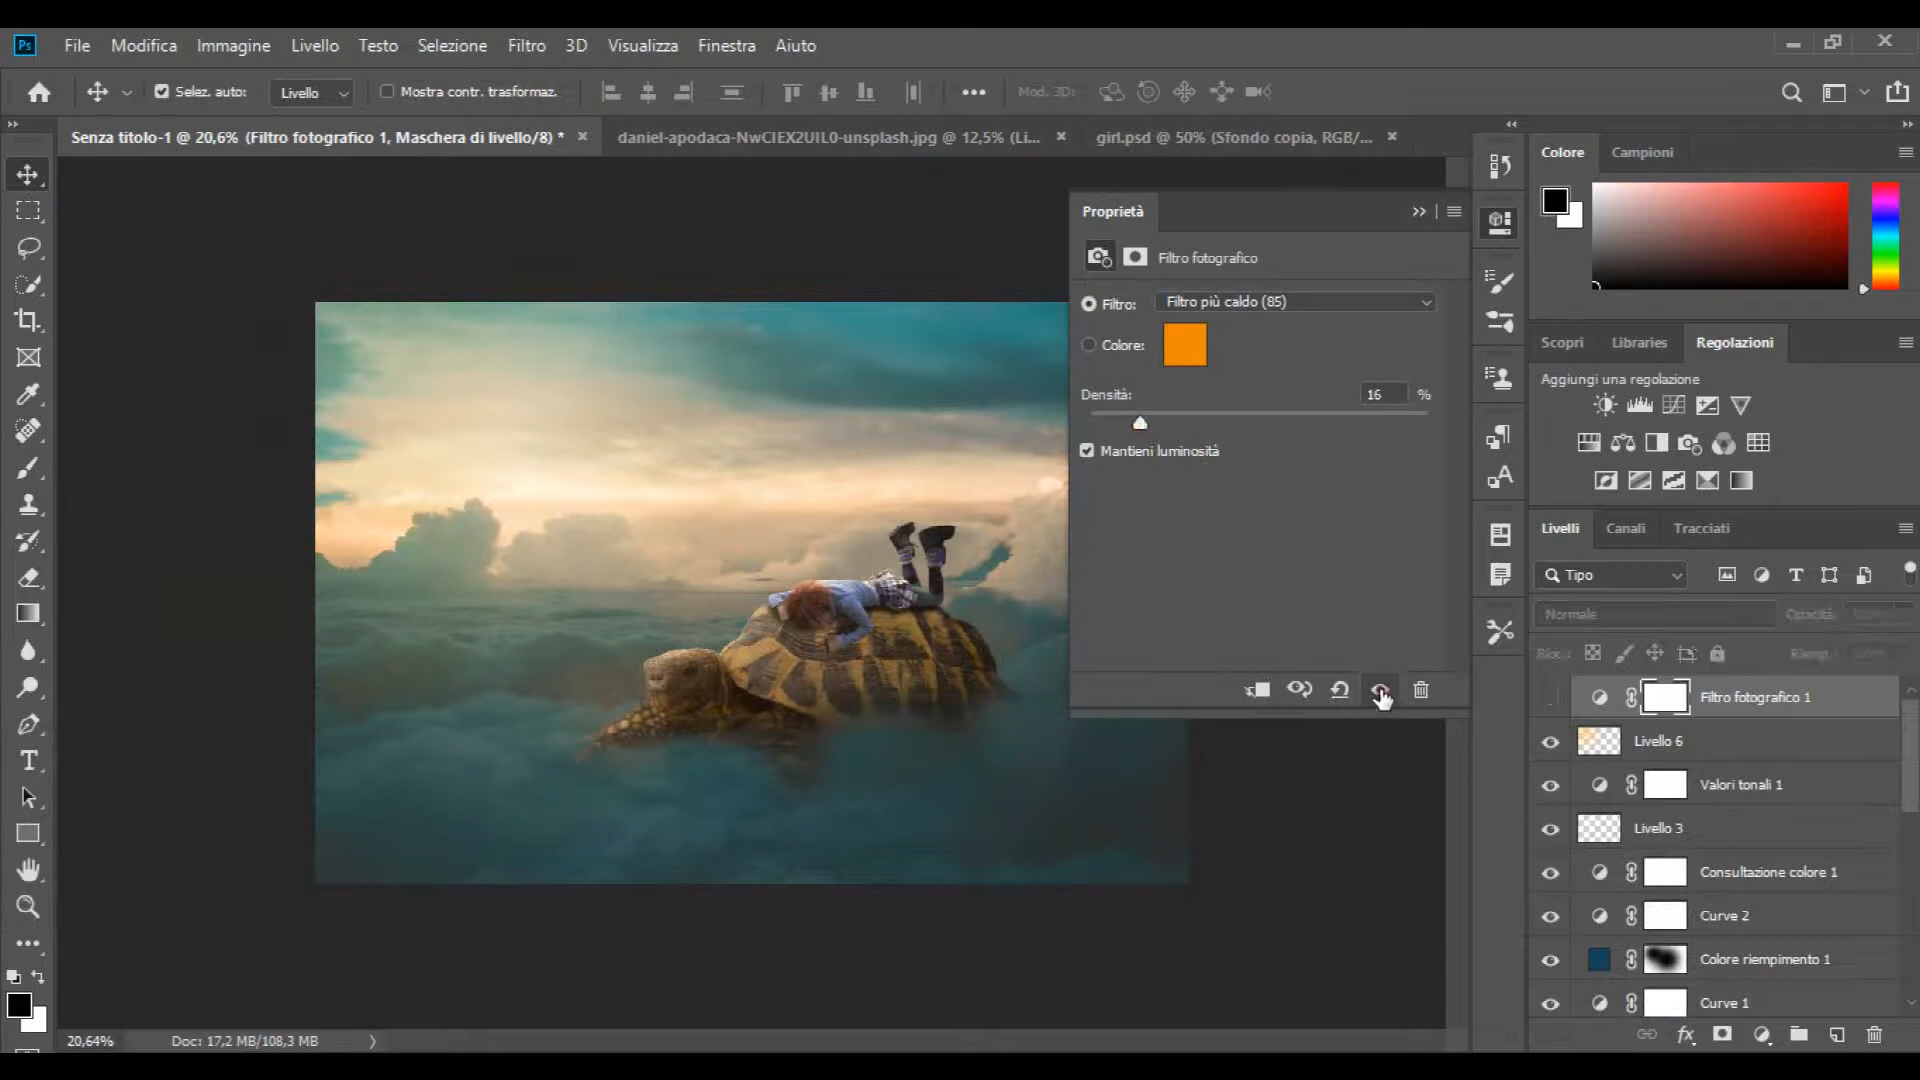 Ps File Modifica Immagine Livello Testo Selezione Filtro 3D Visualizza Finestra Aiuto
Selez. auto: Livello Mostra contr. trasformaz. Mod. 3D:
Senza titolo-1 @ 20,6% (Filtro fotografico 1, Maschera di livello/8) * daniel-apodaca-NwCIEX2UIL0-unsplash.jpg @ 12,5% (Li... girl.psd @ 50% (Sfondo copia, RGB/...
Colore Campioni
Proprietà
Filtro fotografico
Filtro: Filtro più caldo (85)
Colore:
Densità: 16 %
Mantieni luminosità
Scopri Libraries Regolazioni
Aggiungi una regolazione
Livelli Canali Tracciati
Tipo
Normale Opacità:
Riemp.:
Filtro fotografico 1
Livello 6
Valori tonali 1
Livello 3
Consultazione colore 1
Curve 2
Colore riempimento 1
Curve 1
20,64% Doc: 17,2 MB/108,3 MB